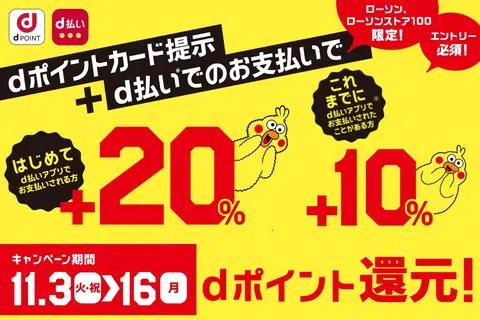 d POINT
d払い
ローソン、
ローソンストア100
限定!
エントリー
必須!
dポイントカード提示
+d払いでのお支払いで
はじめて
d払いアプリで
お支払いされる方
+20%
これ
までに
d払いアプリで
お支払いされた
ことがある方
+10%
キャンペーン期間
11.3火・祝>16月
dポイント還元!